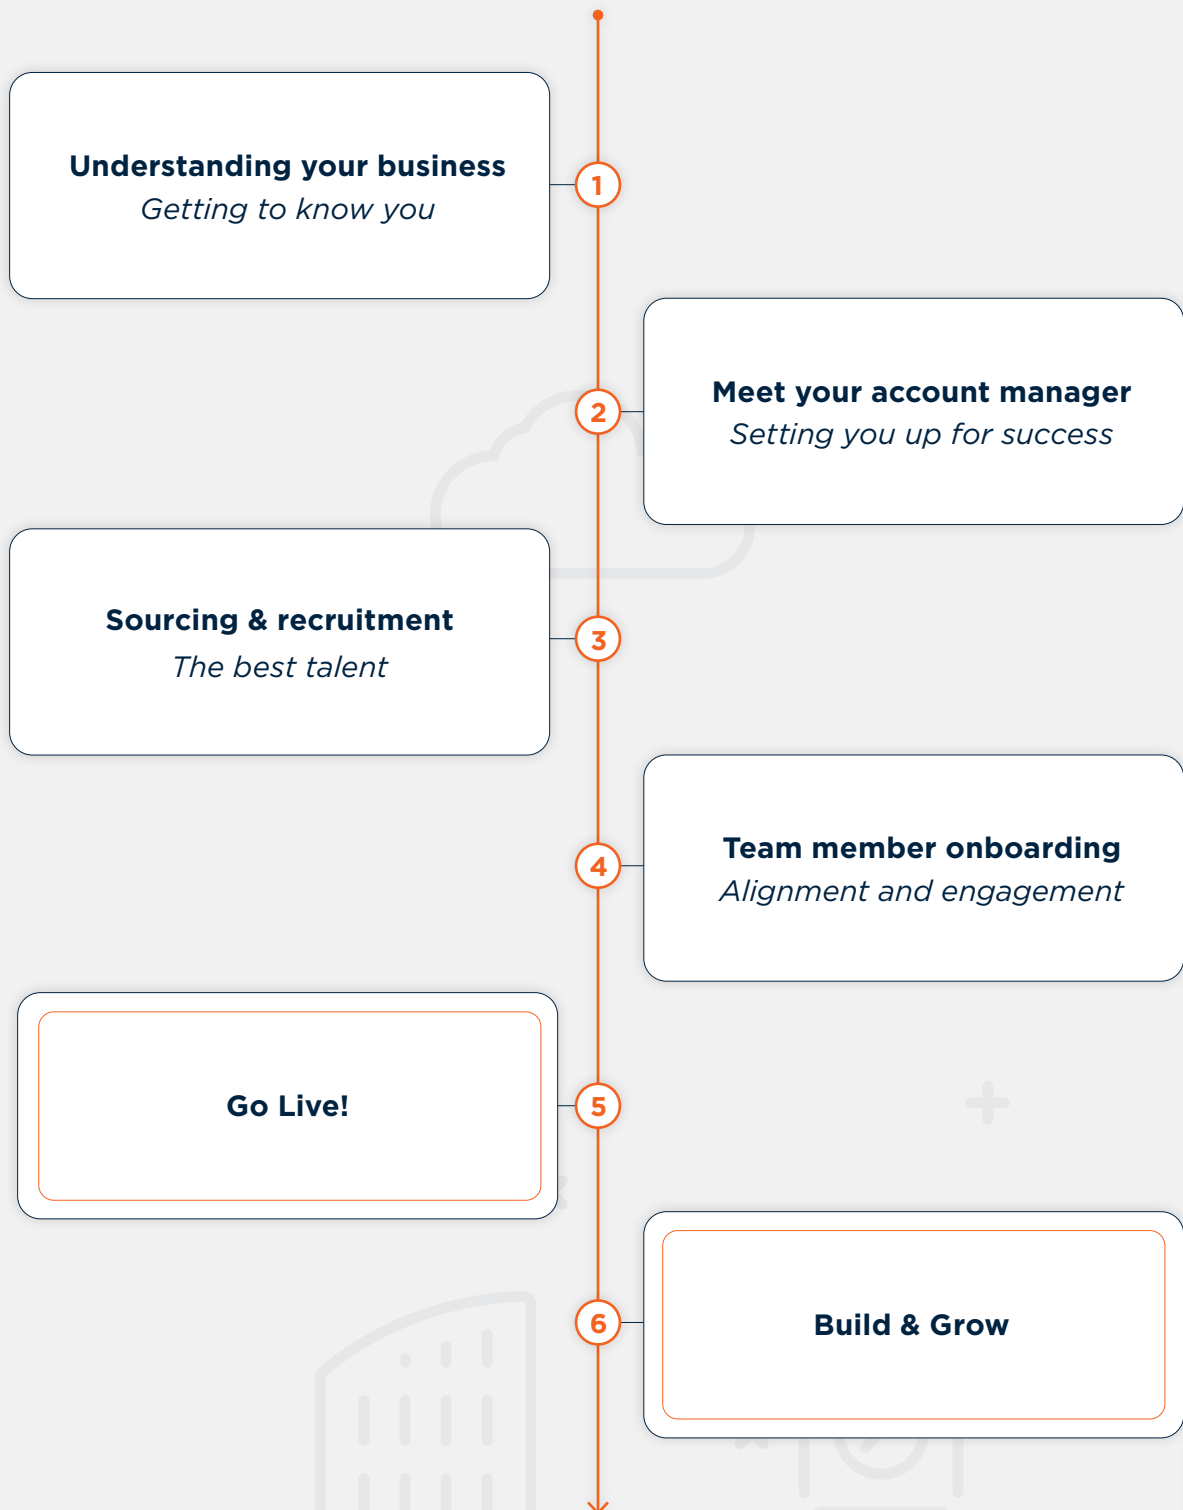 Understanding your business
Getting to know you
1
2
Meet your account manager
Setting you up for success
Sourcing & recruitment
The best talent
3
4
Team member onboarding
Alignment and engagement
Go Live!
5
6
Build & Grow